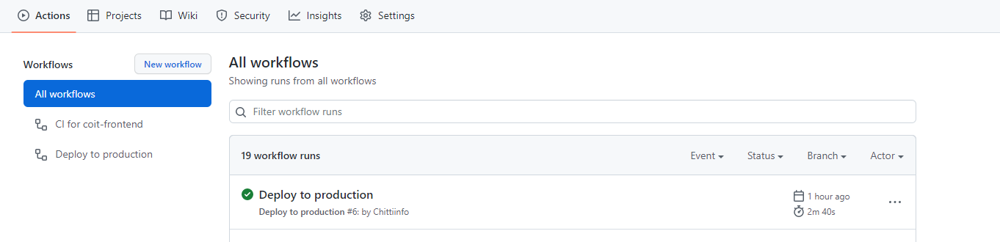 Actions Projects Wiki Security Insights Settings
Workflows New workflow
All workflows
CI for coit-frontend
Deploy to production
All workflows
Showing runs from all workflows
Filter workflow runs
19 workflow runs Event Status Branch Actor
Deploy to production
Deploy to production #6: by Chittiinfo
1 hour ago
2m 40s